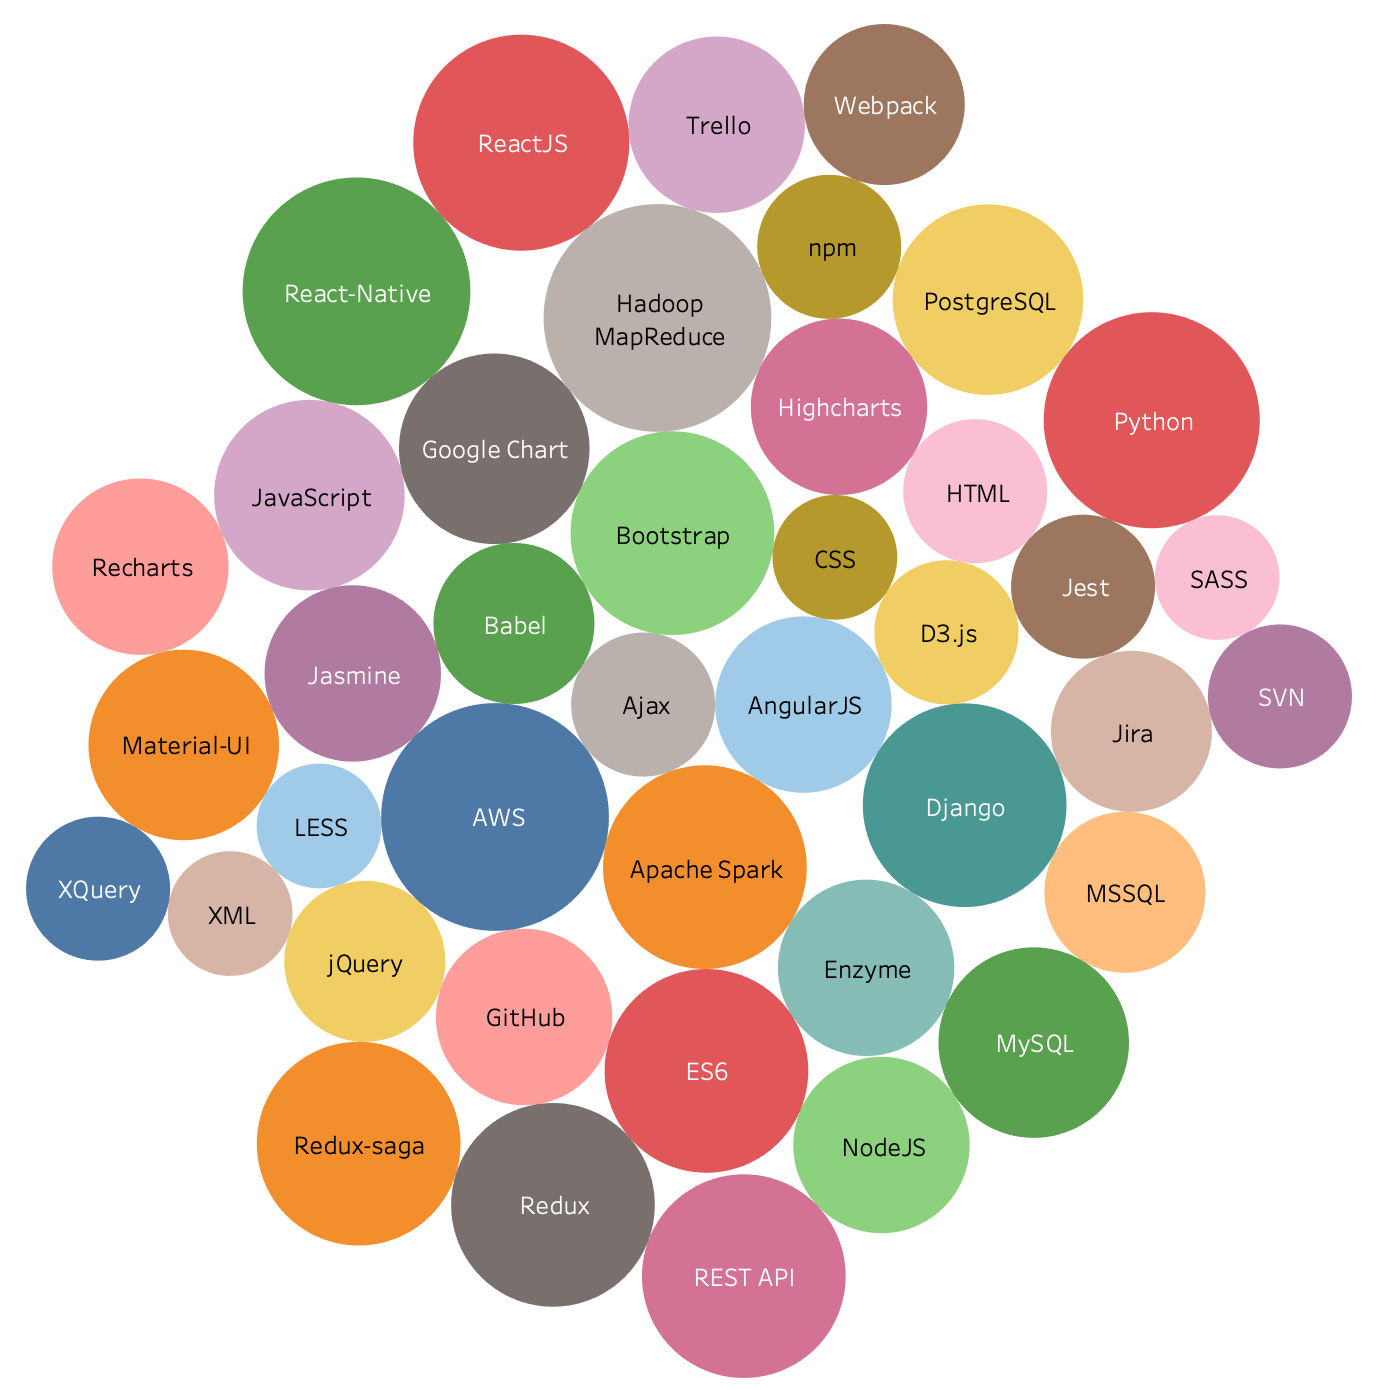 Webpack
Trello
ReactJS
npm
React-Native
PostgreSQL
Hadoop
MapReduce
Highcharts
Python
Google Chart
HTML
JavaScript
Bootstrap
CSS
Recharts
SASS
Jest
Babel
D3.js
Jasmine
SVN
Ajax
AngularJS
Jira
Material-UI
Django
AWS
LESS
Apache Spark
XQuery
MSSQL
XML
jQuery
Enzyme
GitHub
MySQL
ES6
Redux-saga
NodeJS
Redux
REST API